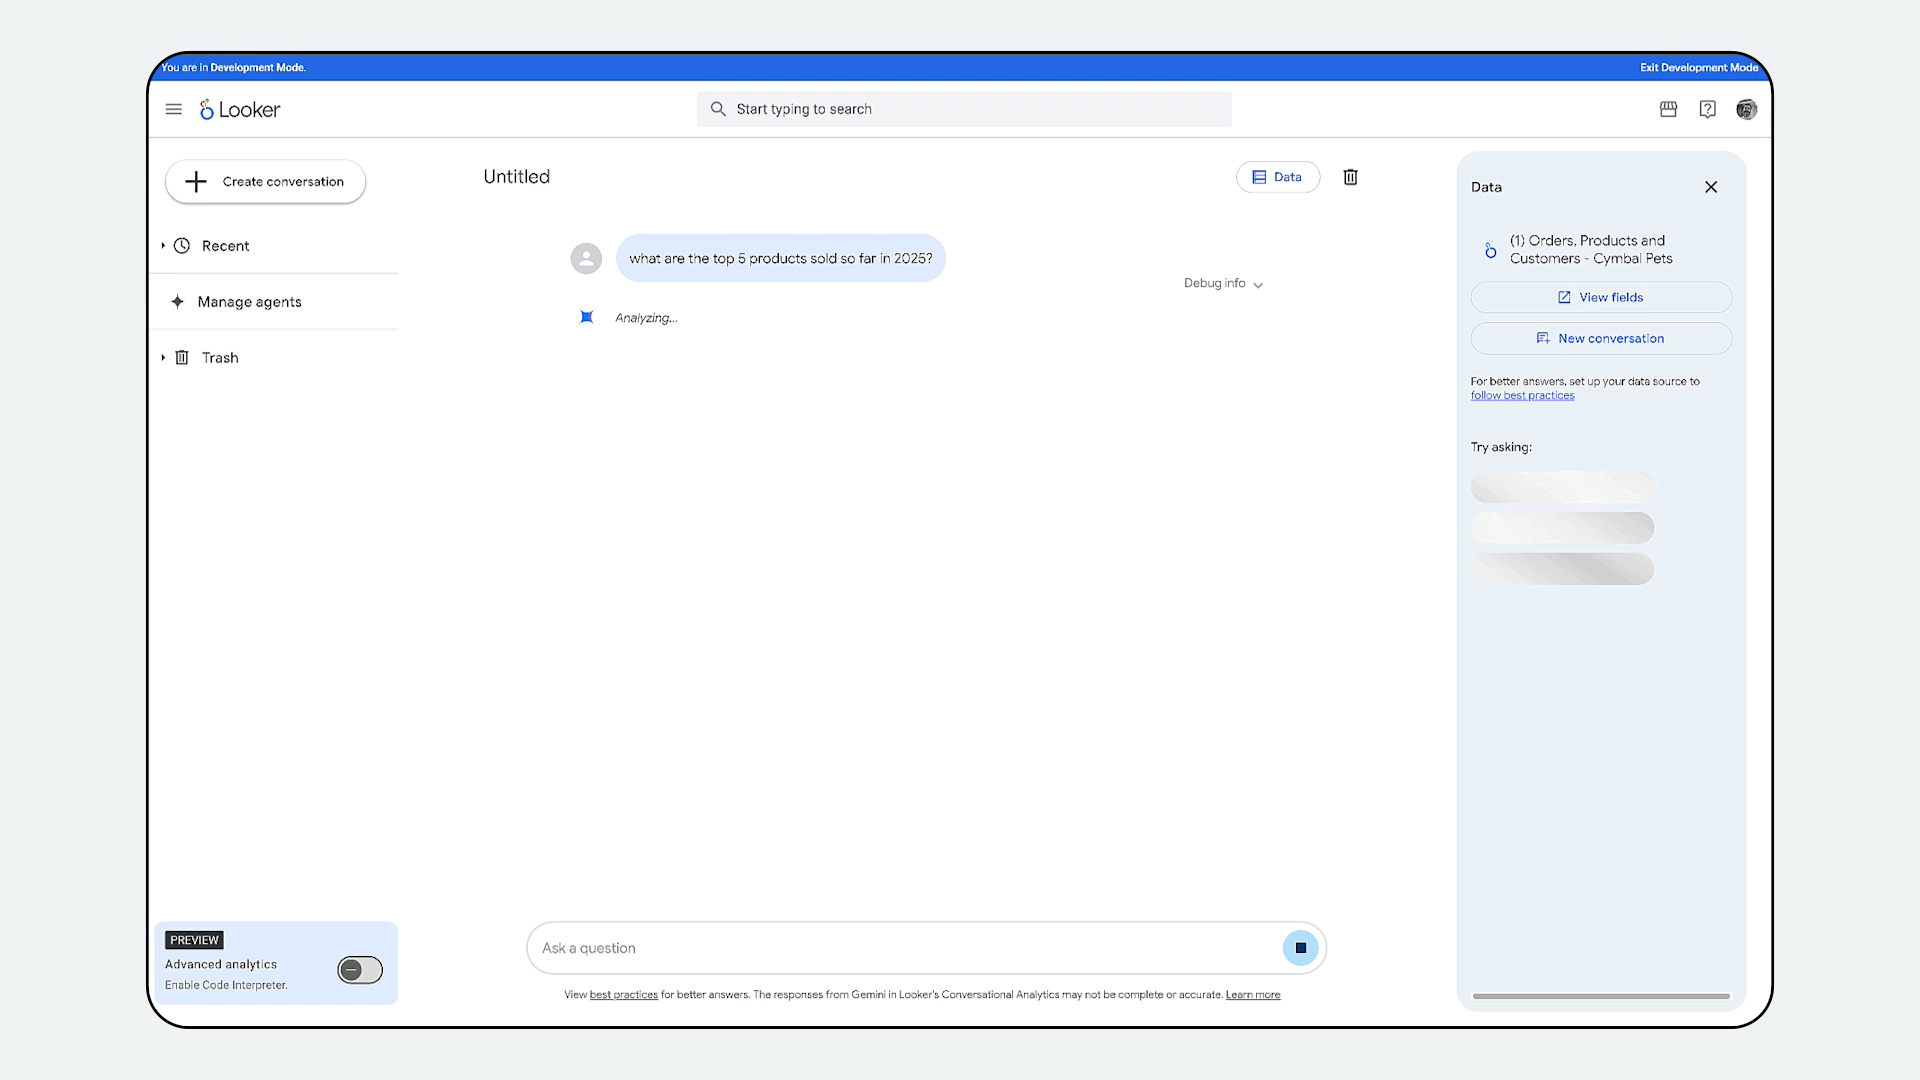 You are in Development Mode.
Exit Development Mode
Looker
Start typing to search
Create conversation
Recent
Manage agents
Trash
Untitled
Data
what are the top 5 products sold so far in 2025?
Debug info
Analyzing...
Data
(1) Orders, Products and
Customers - Cymbal Pets
View fields
New conversation
For better answers, set up your data source to
follow best practices
Try asking:
PREVIEW
Advanced analytics
Enable Code Interpreter.
Ask a question
View best practices for better answers. The responses from Gemini in Looker's Conversational Analytics may not be complete or accurate. Learn more